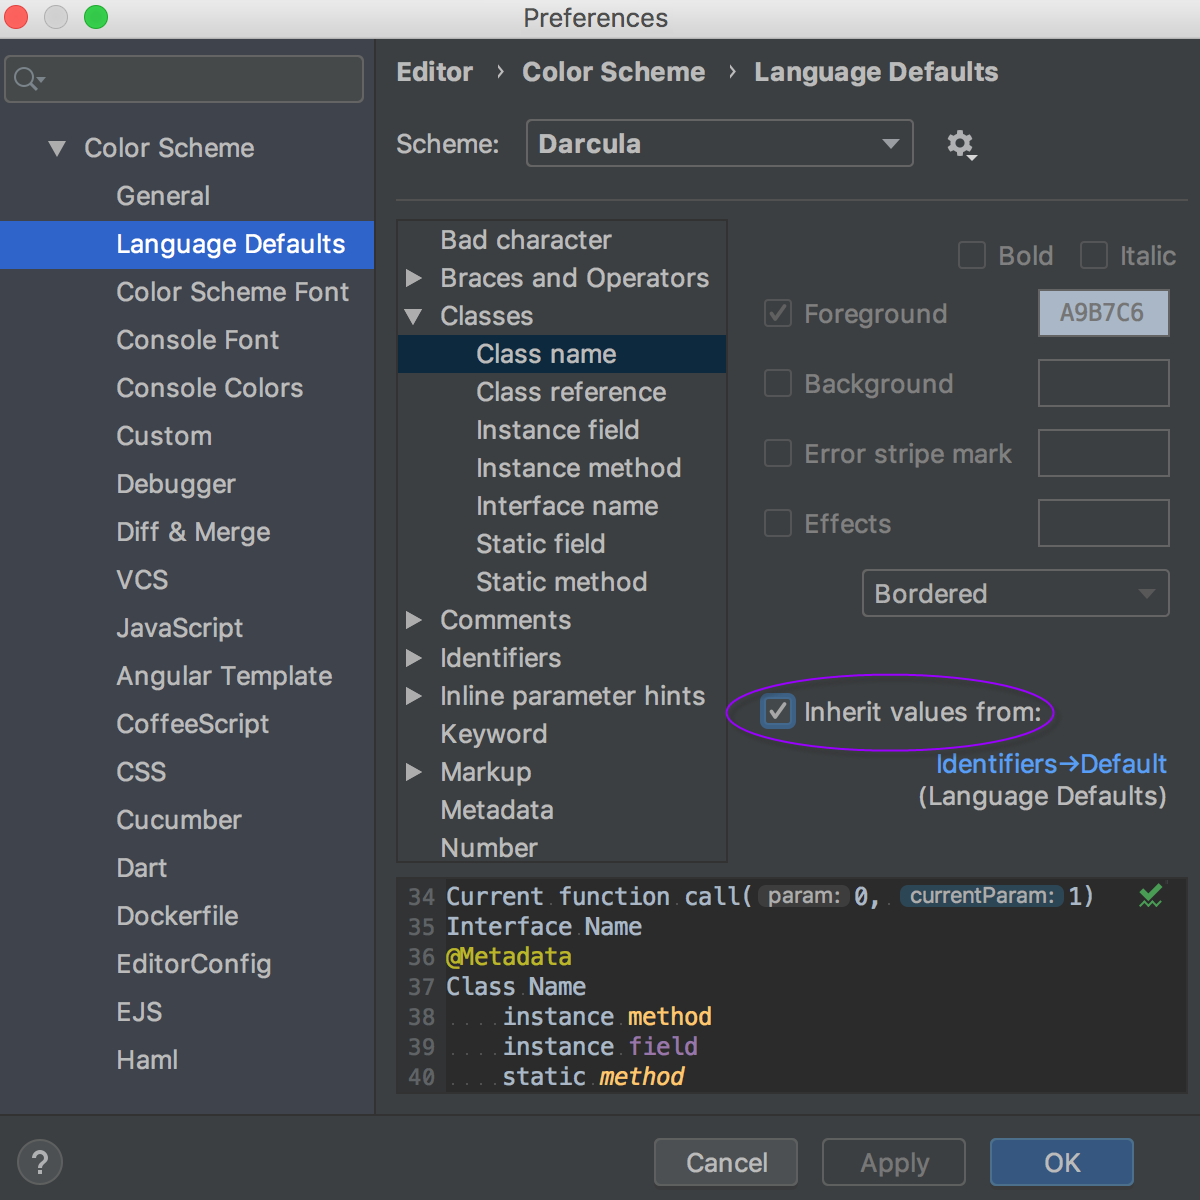 Preferences
Editor › Color Scheme › Language Defaults
Scheme: Darcula
Color Scheme
General
Language Defaults
Color Scheme Font
Console Font
Console Colors
Custom
Debugger
Diff & Merge
VCS
JavaScript
Angular Template
CoffeeScript
CSS
Cucumber
Dart
Dockerfile
EditorConfig
EJS
Haml
Bad character
Braces and Operators
Classes
Class name
Class reference
Instance field
Instance method
Interface name
Static field
Static method
Comments
Identifiers
Inline parameter hints
Keyword
Markup
Metadata
Number
Bold Italic
Foreground A9B7C6
Background
Error stripe mark
Effects
Bordered
Inherit values from:
Identifiers→Default
(Language Defaults)
34 Current function call( param: 0, currentParam: 1)
35 Interface Name
36 @Metadata
37 Class Name
38 instance method
39 instance field
40 static method
? Cancel Apply OK